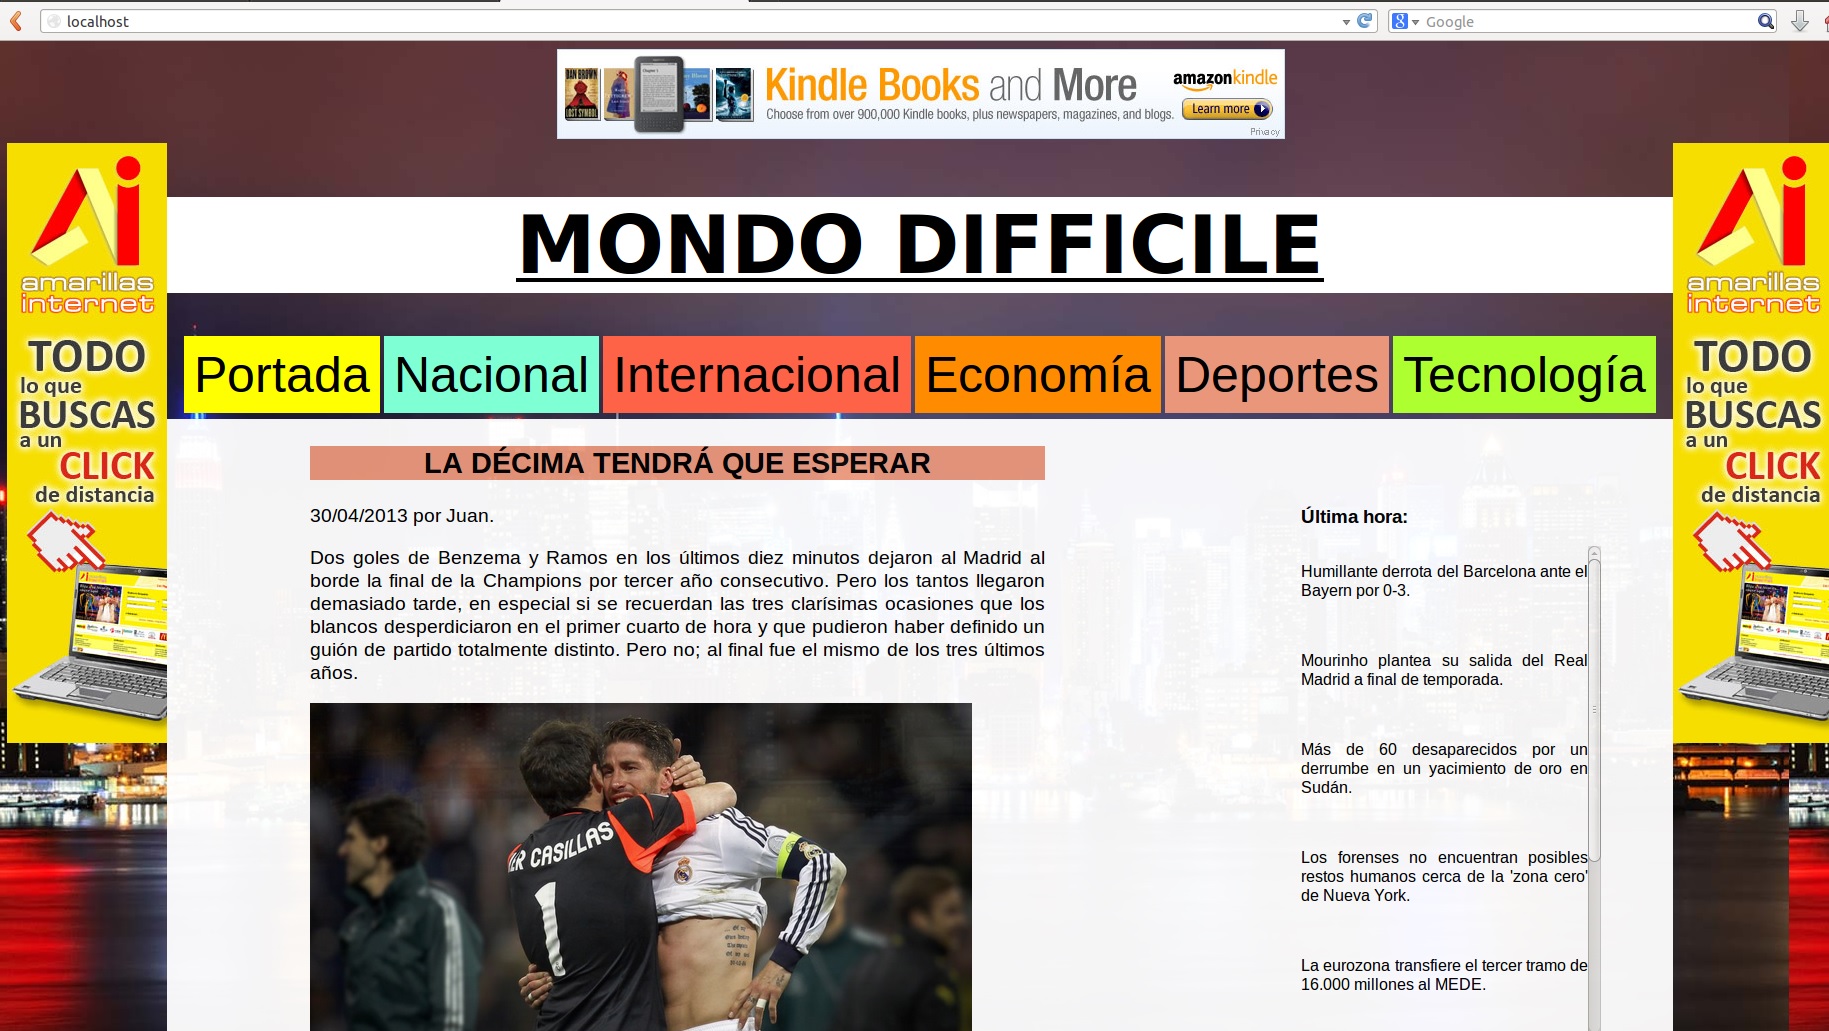 localhost
Google
DAN BROWN
LOST SYMBOL
Kindle Books and More
Choose from over 900,000 Kindle books, plus newspapers, magazines, and blogs.
amazonkindle
Learn more
Privacy
Ai
amarillas
internet
TODO
lo que
BUSCAS
a un
CLICK
de distancia
MONDO DIFFICILE
Portada
Nacional
Internacional
Economía
Deportes
Tecnología
LA DÉCIMA TENDRÁ QUE ESPERAR
30/04/2013 por Juan.
Dos goles de Benzema y Ramos en los últimos diez minutos dejaron al Madrid al
borde la final de la Champions por tercer año consecutivo. Pero los tantos llegaron
demasiado tarde, en especial si se recuerdan las tres clarísimas ocasiones que los
blancos desperdiciaron en el primer cuarto de hora y que pudieron haber definido un
guión de partido totalmente distinto. Pero no; al final fue el mismo de los tres últimos
años.
ER CASILLAS
1
Última hora:
Humillante derrota del Barcelona ante el
Bayern por 0-3.
Mourinho plantea su salida del Real
Madrid a final de temporada.
Más de 60 desaparecidos por un
derrumbe en un yacimiento de oro en
Sudán.
Los forenses no encuentran posibles
restos humanos cerca de la 'zona cero'
de Nueva York.
La eurozona transfiere el tercer tramo de
16.000 millones al MEDE.
Ai
amarillas
internet
TODO
lo que
BUSCAS
a un
CLICK
de distancia